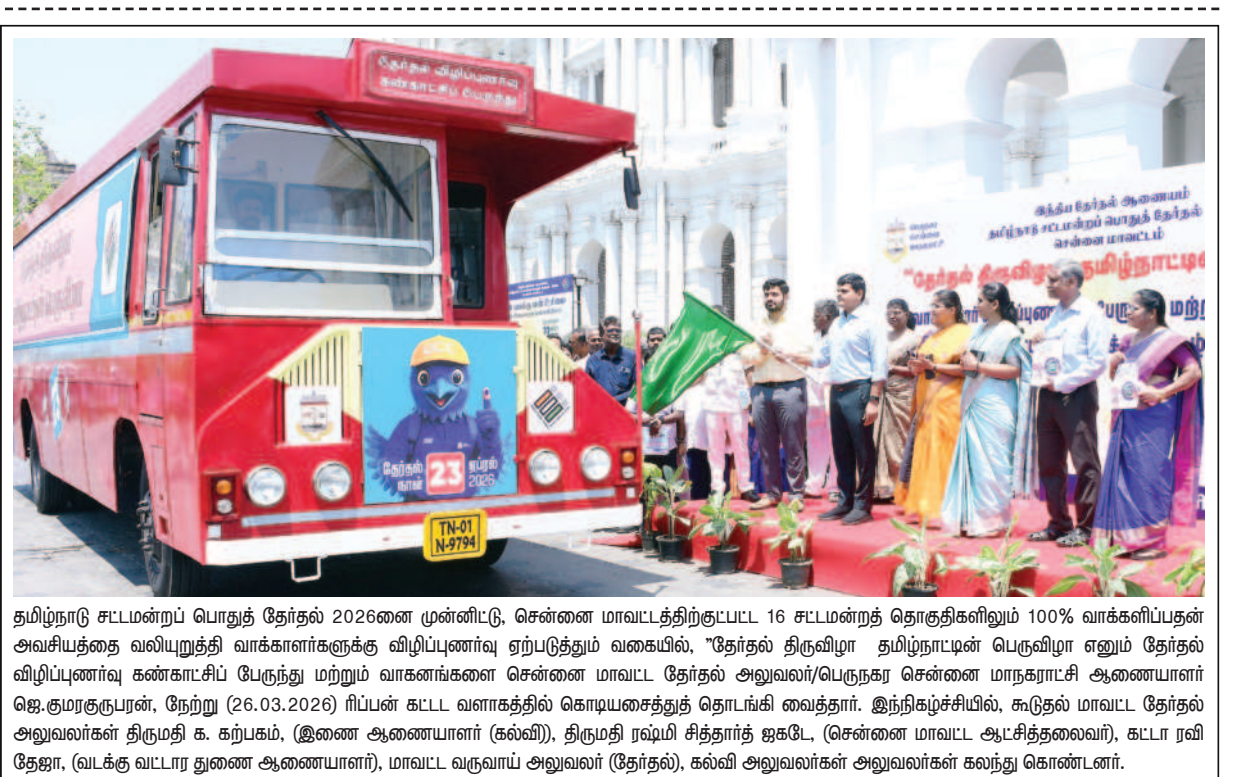 தேர்தல் விழிப்புணர்வு
கண்காட்சிப் பேருந்து
தேர்தல் நாள் 23 ஏப்ரல் 2026
TN-01
N-9794
பெருநகர
சென்னை
மாநகராட்சி
இந்திய தேர்தல் ஆணையம்
தமிழ்நாடு சட்டமன்றப் பொதுத் தேர்தல்
சென்னை மாவட்டம்
"தேர்தல் திருவிழா தமிழ்நாட்டின்
தமிழ்நாடு சட்டமன்றப் பொதுத் தேர்தல் 2026னை முன்னிட்டு, சென்னை மாவட்டத்திற்குட்பட்ட 16 சட்டமன்றத் தொகுதிகளிலும் 100% வாக்களிப்பதன்
அவசியத்தை வலியுறுத்தி வாக்காளர்களுக்கு விழிப்புணர்வு ஏற்படுத்தும் வகையில், "தேர்தல் திருவிழா தமிழ்நாட்டின் பெருவிழா எனும் தேர்தல்
விழிப்புணர்வு கண்காட்சிப் பேருந்து மற்றும் வாகனங்களை சென்னை மாவட்ட தேர்தல் அலுவலர்/பெருநகர சென்னை மாநகராட்சி ஆணையாளர்
ஜெ.குமரகுருபரன், நேற்று (26.03.2026) ரிப்பன் கட்டட வளாகத்தில் கொடியசைத்துத் தொடங்கி வைத்தார். இந்நிகழ்ச்சியில், கூடுதல் மாவட்ட தேர்தல்
அலுவலர்கள் திருமதி க. கற்பகம், (இணை ஆணையாளர் (கல்வி)), திருமதி ரஷ்மி சித்தார்த் ஜகடே, (சென்னை மாவட்ட ஆட்சித்தலைவர்), கட்டா ரவி
தேஜா, (வடக்கு வட்டார துணை ஆணையாளர்), மாவட்ட வருவாய் அலுவலர் (தேர்தல்), கல்வி அலுவலர்கள் அலுவலர்கள் கலந்து கொண்டனர்.